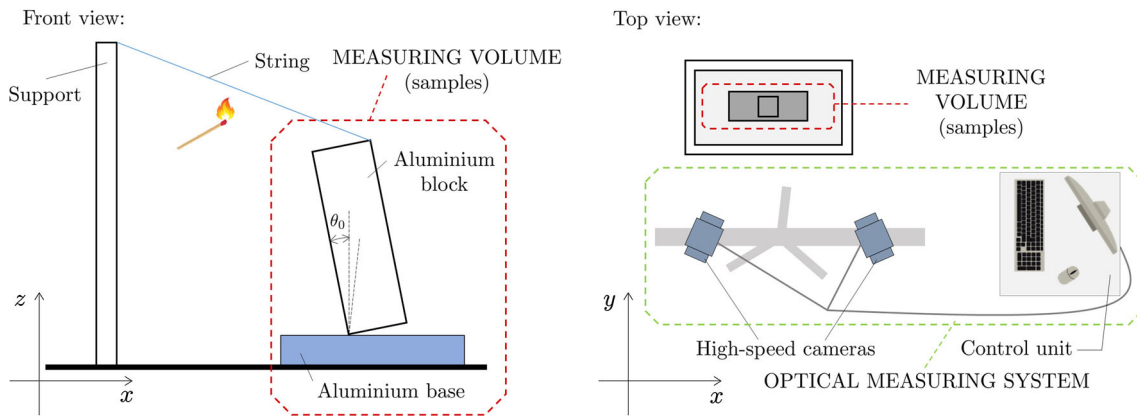 Front view:
String
Support
MEASURING VOLUME
(samples)
Aluminium
block
θ0
z
x
Aluminium base
Top view:
MEASURING
VOLUME
(samples)
y
x
High-speed cameras
Control unit
OPTICAL MEASURING SYSTEM